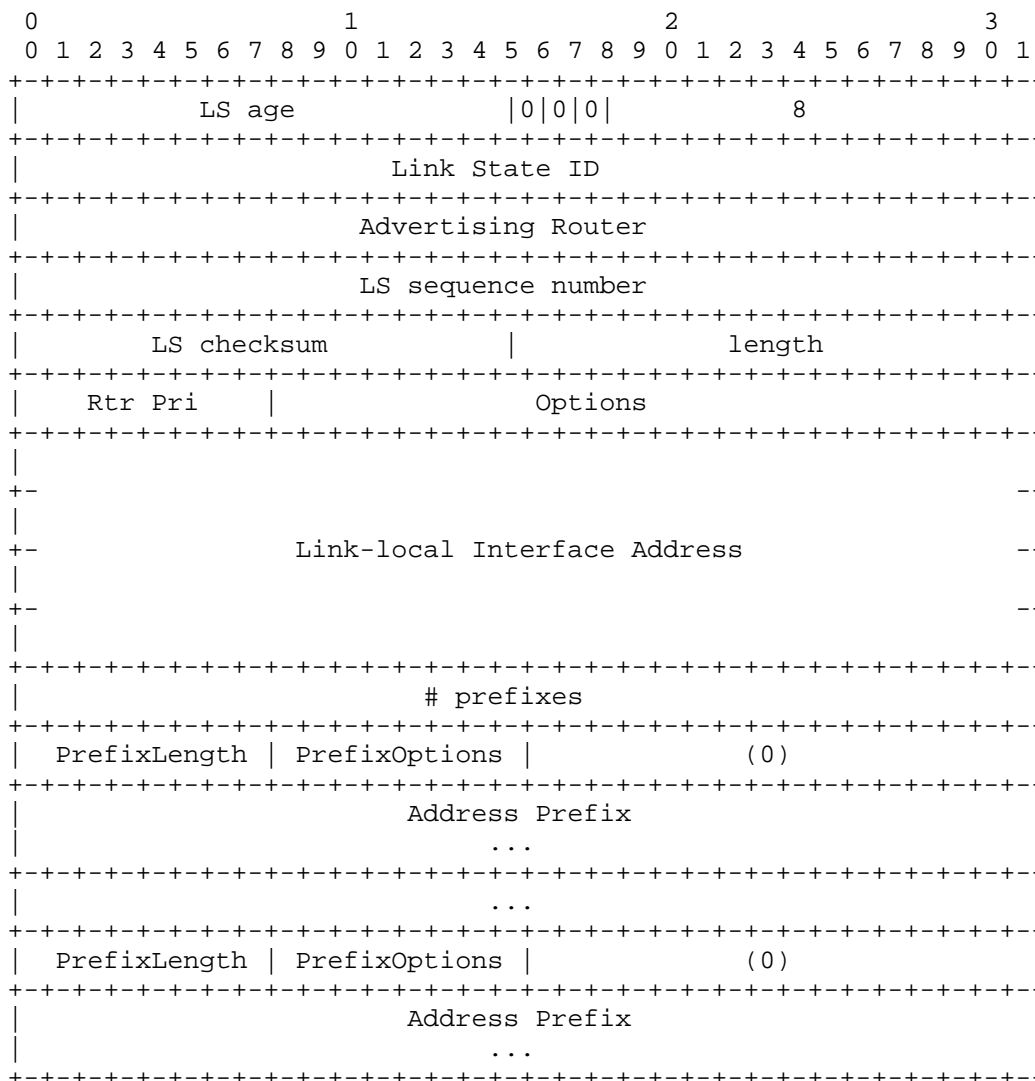 0                   1                   2                   3
0 1 2 3 4 5 6 7 8 9 0 1 2 3 4 5 6 7 8 9 0 1 2 3 4 5 6 7 8 9 0 1
+-+-+-+-+-+-+-+-+-+-+-+-+-+-+-+-+-+-+-+-+-+-+-+-+-+-+-+-+-+-+-+-
|           LS age             |0|0|0|           8
+-+-+-+-+-+-+-+-+-+-+-+-+-+-+-+-+-+-+-+-+-+-+-+-+-+-+-+-+-+-+-+-
|                       Link State ID
+-+-+-+-+-+-+-+-+-+-+-+-+-+-+-+-+-+-+-+-+-+-+-+-+-+-+-+-+-+-+-+-
|                     Advertising Router
+-+-+-+-+-+-+-+-+-+-+-+-+-+-+-+-+-+-+-+-+-+-+-+-+-+-+-+-+-+-+-+-
|                     LS sequence number
+-+-+-+-+-+-+-+-+-+-+-+-+-+-+-+-+-+-+-+-+-+-+-+-+-+-+-+-+-+-+-+-
|        LS checksum           |             length
+-+-+-+-+-+-+-+-+-+-+-+-+-+-+-+-+-+-+-+-+-+-+-+-+-+-+-+-+-+-+-+-
|    Rtr Pri    |                Options
+-+-+-+-+-+-+-+-+-+-+-+-+-+-+-+-+-+-+-+-+-+-+-+-+-+-+-+-+-+-+-+-
|
+-                                                             --
|
+-                Link-local Interface Address                 --
|
+-                                                             --
|
+-+-+-+-+-+-+-+-+-+-+-+-+-+-+-+-+-+-+-+-+-+-+-+-+-+-+-+-+-+-+-+-
|                         # prefixes
+-+-+-+-+-+-+-+-+-+-+-+-+-+-+-+-+-+-+-+-+-+-+-+-+-+-+-+-+-+-+-+-
|  PrefixLength | PrefixOptions |             (0)
+-+-+-+-+-+-+-+-+-+-+-+-+-+-+-+-+-+-+-+-+-+-+-+-+-+-+-+-+-+-+-+-
|                        Address Prefix
|                             ...
+-+-+-+-+-+-+-+-+-+-+-+-+-+-+-+-+-+-+-+-+-+-+-+-+-+-+-+-+-+-+-+-
|                             ...
+-+-+-+-+-+-+-+-+-+-+-+-+-+-+-+-+-+-+-+-+-+-+-+-+-+-+-+-+-+-+-+-
|  PrefixLength | PrefixOptions |             (0)
+-+-+-+-+-+-+-+-+-+-+-+-+-+-+-+-+-+-+-+-+-+-+-+-+-+-+-+-+-+-+-+-
|                        Address Prefix
|                             ...
+-+-+-+-+-+-+-+-+-+-+-+-+-+-+-+-+-+-+-+-+-+-+-+-+-+-+-+-+-+-+-+-